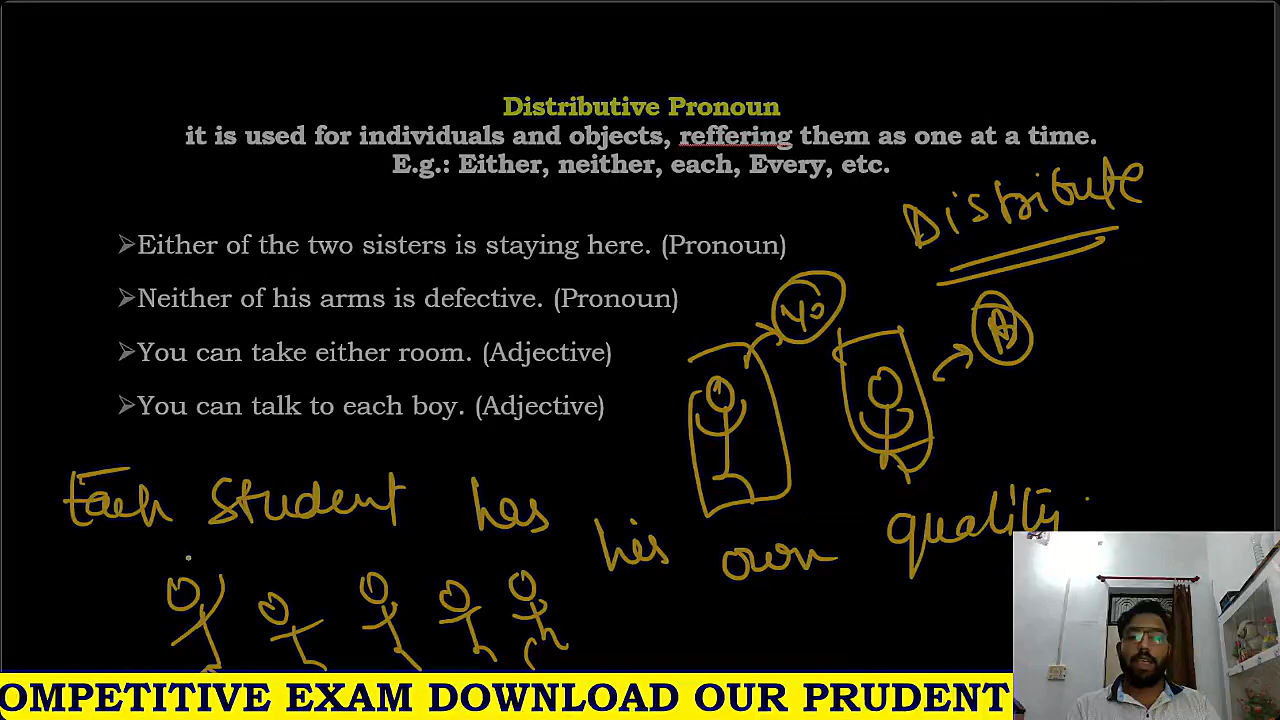 Distributive Pronoun
it is used for individuals and objects, reffering them as one at a time.
E.g.: Either, neither, each, Every, etc.
Distribute
➢Either of the two sisters is staying here. (Pronoun)
➢Neither of his arms is defective. (Pronoun)
➢You can take either room. (Adjective)
➢You can talk to each boy. (Adjective)
Each student has his own quality
OMPETITIVE EXAM DOWNLOAD OUR PRUDENT